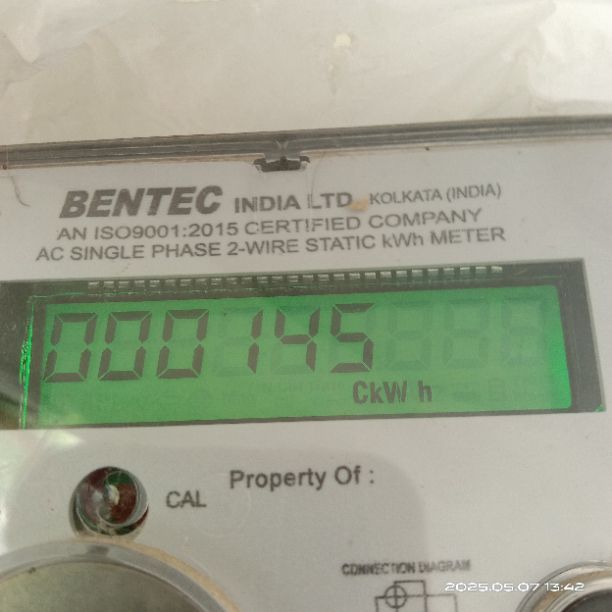 BENTEC INDIA LTD KOLKATA (INDIA)
AN ISO9001:2015 CERTIFIED COMPANY
AC SINGLE PHASE 2-WIRE STATIC kWh METER
000145
CkW h
CAL
Property Of :
CONNECTION DIAGRAM
2025.05.07 13:42